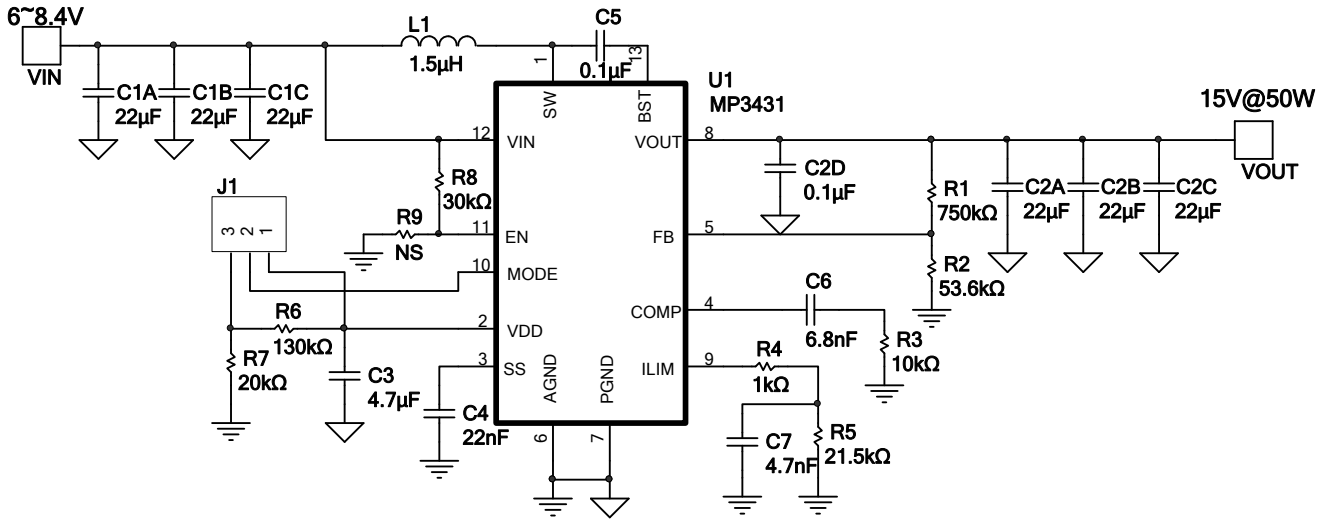 6~8.4V
VIN
C1A
22µF
C1B
22µF
C1C
22µF
L1
1.5µH
C5
0.1µF
1
13
SW
BST
U1
MP3431
12
VIN
VOUT
8
15V@50W
VOUT
C2D
0.1µF
R1
750kΩ
C2A
22µF
C2B
22µF
C2C
22µF
R8
30kΩ
J1
3
2
1
R9
NS
11
EN
FB
5
10
MODE
R2
53.6kΩ
COMP
4
C6
6.8nF
R3
10kΩ
R6
130kΩ
2
VDD
R7
20kΩ
C3
4.7µF
3
SS
AGND
PGND
ILIM
9
R4
1kΩ
C4
22nF
6
7
C7
4.7nF
R5
21.5kΩ